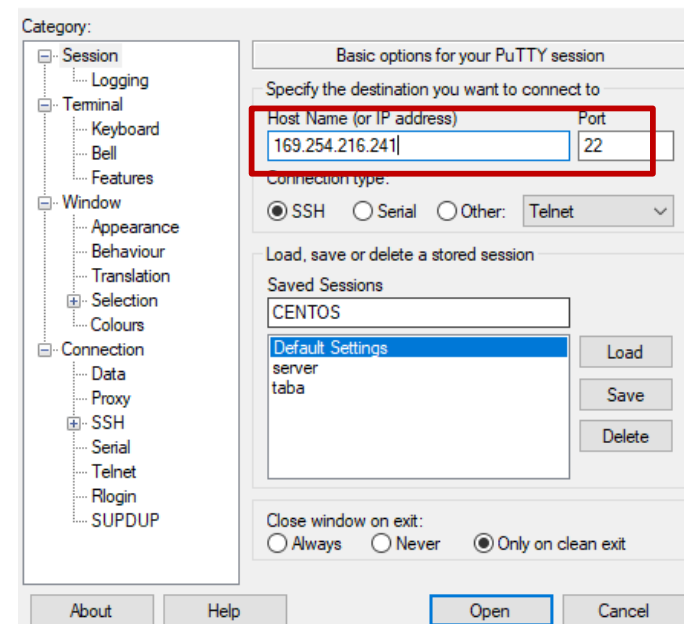 Category:
Session
Logging
Terminal
Keyboard
Bell
Features
Window
Appearance
Behaviour
Translation
Selection
Colours
Connection
Data
Proxy
SSH
Serial
Telnet
Rlogin
SUPDUP
Basic options for your PuTTY session
Specify the destination you want to connect to
Host Name (or IP address) Port
169.254.216.241 22
Connection type:
SSH Serial Other: Telnet
Load, save or delete a stored session
Saved Sessions
CENTOS
Default Settings
server
taba
Load
Save
Delete
Close window on exit:
Always Never Only on clean exit
About Help Open Cancel